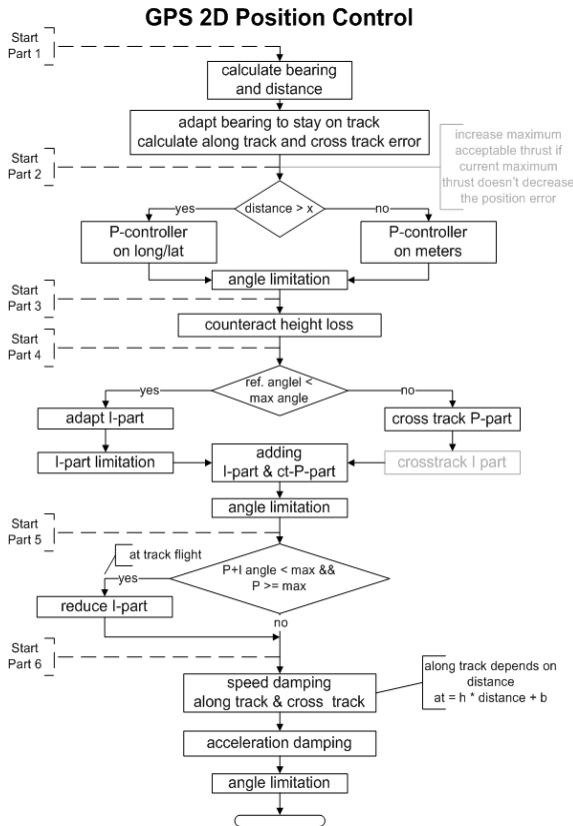 GPS 2D Position Control
Start
Part 1
calculate bearing
and distance
adapt bearing to stay on track
calculate along track and cross track error
increase maximum
acceptable thrust if
current maximum
thrust doesn't decrease
the position error
Start
Part 2
distance > x
yes
no
P-controller
on long/lat
P-controller
on meters
angle limitation
Start
Part 3
counteract height loss
Start
Part 4
ref. anglel <
max angle
yes
no
adapt I-part
cross track P-part
I-part limitation
adding
I-part & ct-P-part
crosstrack I part
angle limitation
Start
Part 5
at track flight
P+I angle < max &&
P >= max
yes
reduce I-part
no
Start
Part 6
speed damping
along track & cross track
along track depends on
distance
at = h * distance + b
acceleration damping
angle limitation